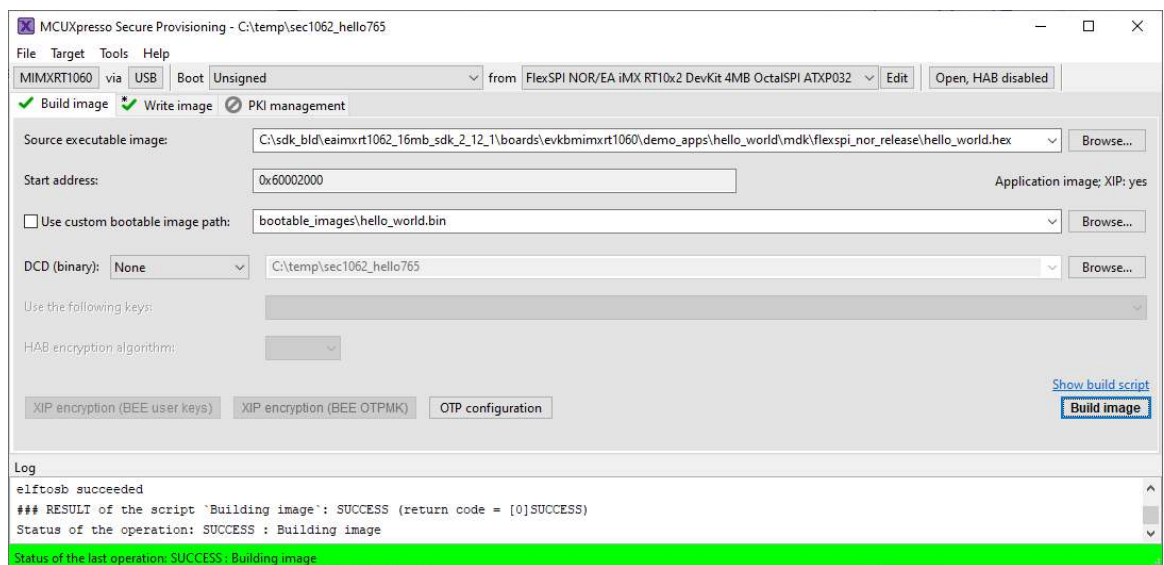 MCUXpresso Secure Provisioning - C:\temp\sec1062_hello765
File Target Tools Help
MIMXRT1060 via USB Boot Unsigned from FlexSPI NOR/EA iMX RT10x2 DevKit 4MB OctalSPI ATXP032 Edit Open, HAB disabled
Build image Write image PKI management
Source executable image: C:\sdk_bld\eaimxrt1062_16mb_sdk_2_12_1\boards\evkbmimxrt1060\demo_apps\hello_world\mdk\flexspi_nor_release\hello_world.hex Browse...
Start address: 0x60002000 Application image; XIP: yes
Use custom bootable image path: bootable_images\hello_world.bin Browse...
DCD (binary): None C:\temp\sec1062_hello765 Browse...
Use the following keys:
HAB encryption algorithm:
Show build script
XIP encryption (BEE user keys) XIP encryption (BEE OTPMK) OTP configuration Build image
Log
elftosb succeeded
### RESULT of the script `Building image`: SUCCESS (return code = [0]SUCCESS)
Status of the operation: SUCCESS : Building image
Status of the last operation: SUCCESS : Building image